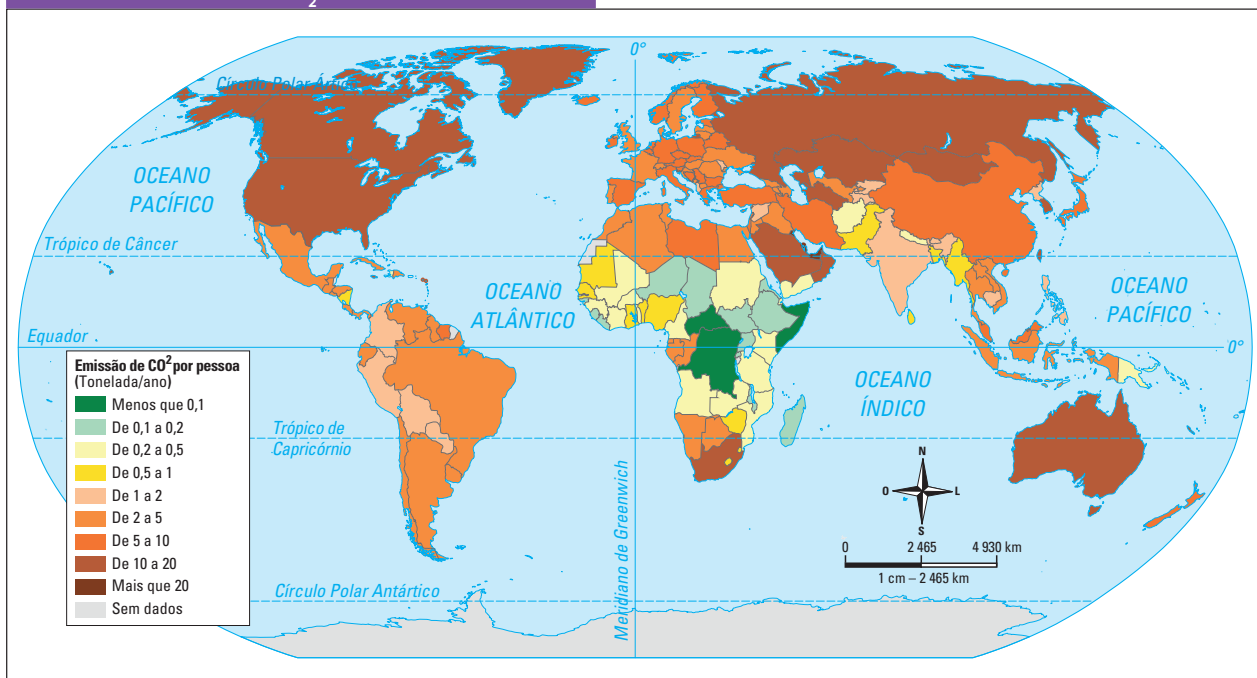 2
0°
Círculo Polar Ártico
OCEANO
PACÍFICO
Trópico de Câncer
OCEANO
ATLÂNTICO
OCEANO
PACÍFICO
Equador
0°
Emissão de CO² por pessoa
(Tonelada/ano)
Menos que 0,1
De 0,1 a 0,2
De 0,2 a 0,5
De 0,5 a 1
De 1 a 2
De 2 a 5
De 5 a 10
De 10 a 20
Mais que 20
Sem dados
OCEANO
ÍNDICO
Trópico de
Capricórnio
Meridiano de Greenwich
N
O
L
S
0 2 465 4 930 km
1 cm – 2 465 km
Círculo Polar Antártico